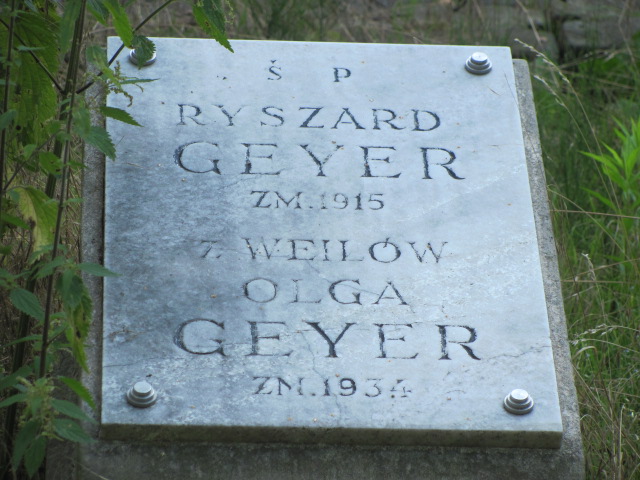 Ś P
RYSZARD
GEYER
ZM. 1915
Z WEILÓW
OLGA
GEYER
ZM. 1934